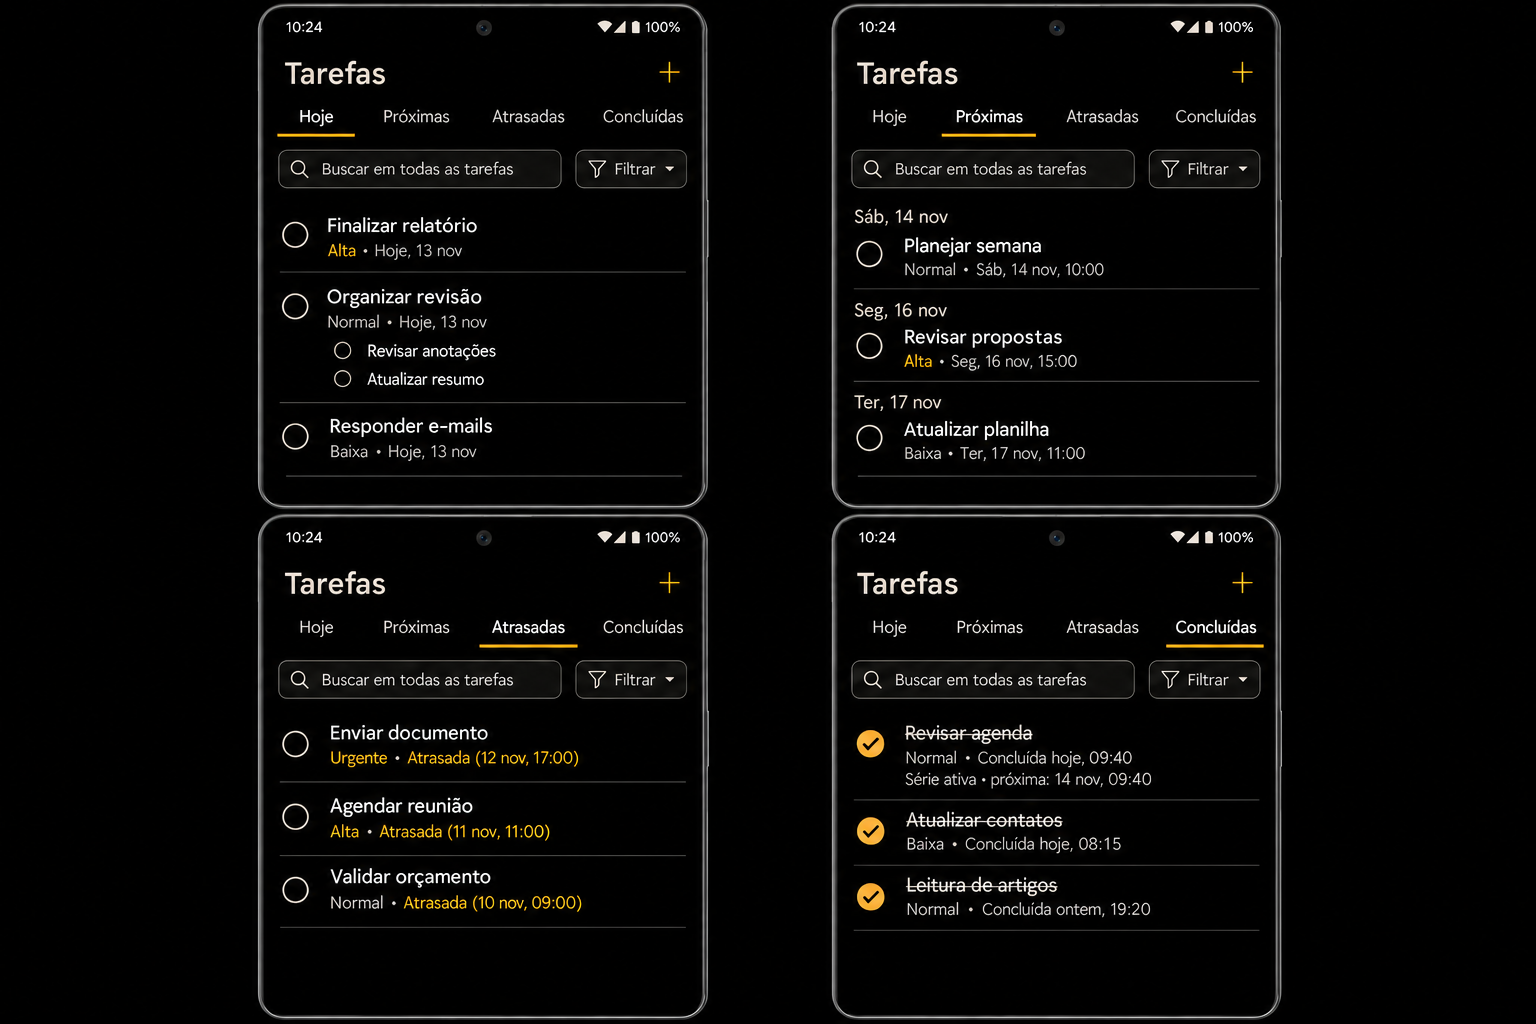 10:24 100%
Tarefas +
Hoje Próximas Atrasadas Concluídas
Buscar em todas as tarefas Filtrar
Finalizar relatório
Alta • Hoje, 13 nov
Organizar revisão
Normal • Hoje, 13 nov
Revisar anotações
Atualizar resumo
Responder e-mails
Baixa • Hoje, 13 nov
10:24 100%
Tarefas +
Hoje Próximas Atrasadas Concluídas
Buscar em todas as tarefas Filtrar
Sáb, 14 nov
Planejar semana
Normal • Sáb, 14 nov, 10:00
Seg, 16 nov
Revisar propostas
Alta • Seg, 16 nov, 15:00
Ter, 17 nov
Atualizar planilha
Baixa • Ter, 17 nov, 11:00
10:24 100%
Tarefas +
Hoje Próximas Atrasadas Concluídas
Buscar em todas as tarefas Filtrar
Enviar documento
Urgente • Atrasada (12 nov, 17:00)
Agendar reunião
Alta • Atrasada (11 nov, 11:00)
Validar orçamento
Normal • Atrasada (10 nov, 09:00)
10:24 100%
Tarefas +
Hoje Próximas Atrasadas Concluídas
Buscar em todas as tarefas Filtrar
Revisar agenda
Normal • Concluída hoje, 09:40
Série ativa • próxima: 14 nov, 09:40
Atualizar contatos
Baixa • Concluída hoje, 08:15
Leitura de artigos
Normal • Concluída ontem, 19:20